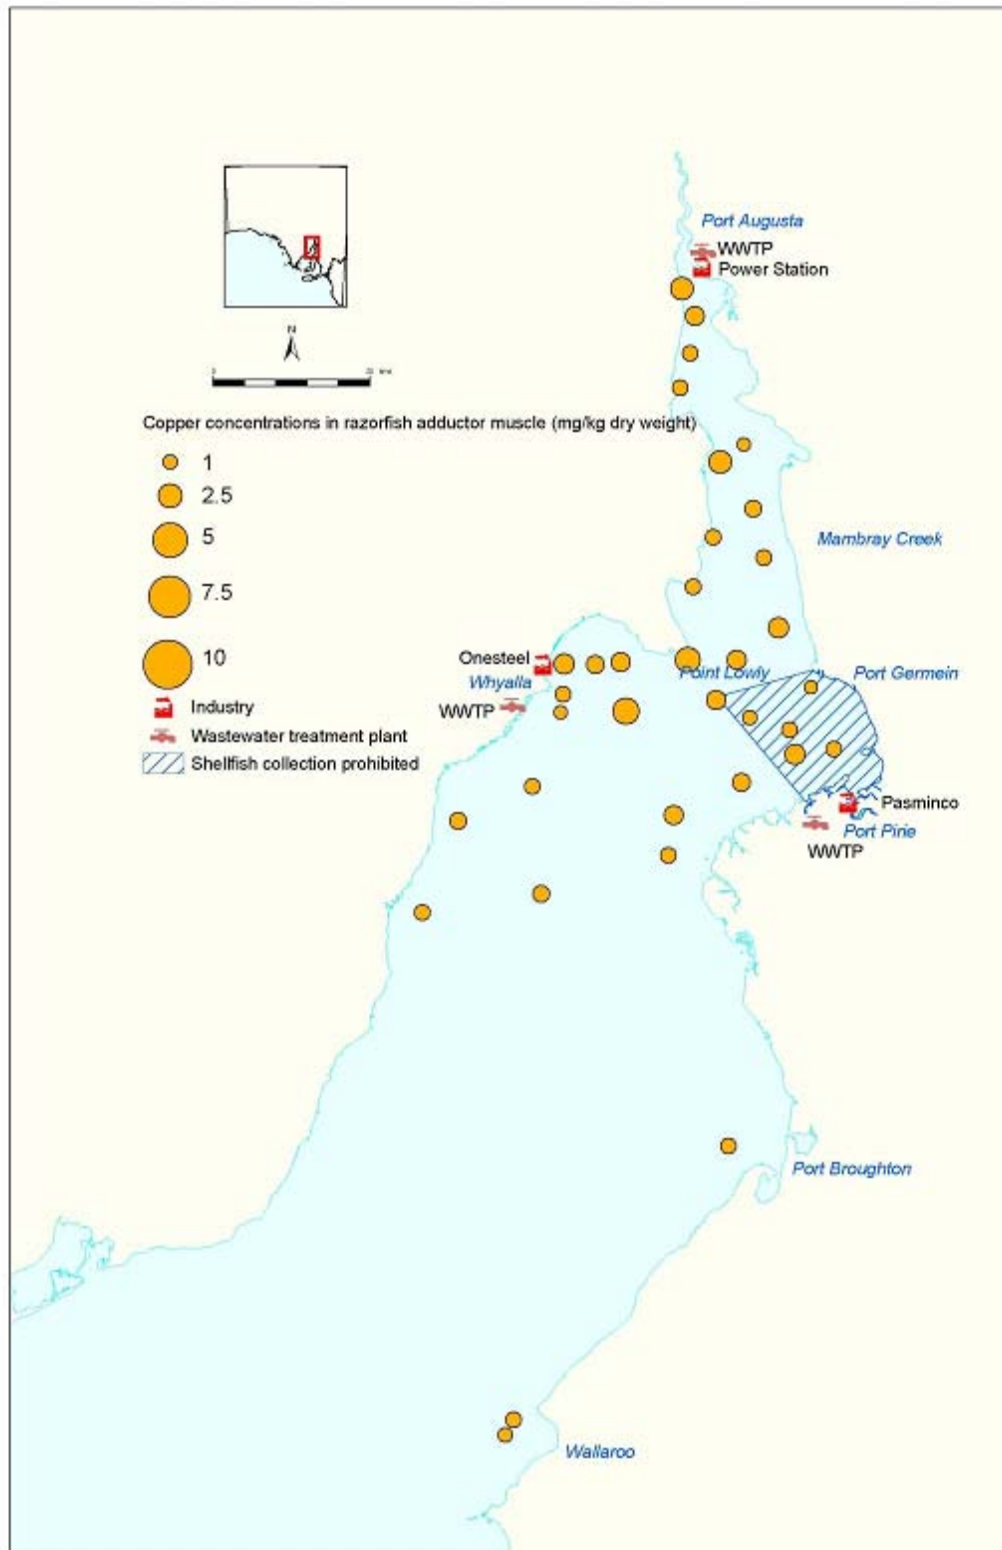 Port Augusta
WWTP
Power Station
N
Copper concentrations in razorfish adductor muscle (mg/kg dry weight)
1
2.5
5
7.5
10
Industry
Wastewater treatment plant
Shellfish collection prohibited
Mambray Creek
Onesteel
Whyalla
WWTP
Point Lowly
Port Germein
Pasminco
Port Pirie
WWTP
Port Broughton
Wallaroo